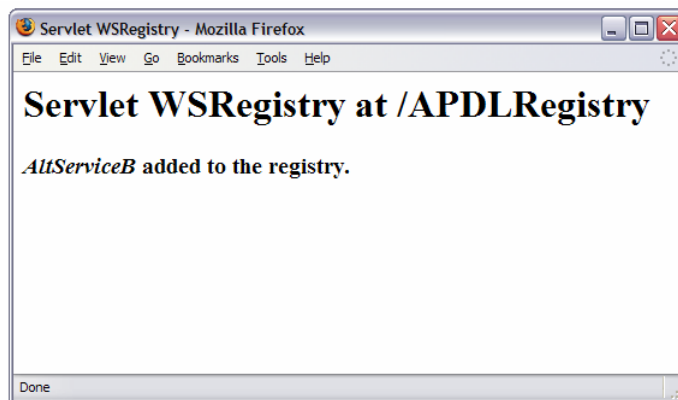 Servlet WSRegistry - Mozilla Firefox
File Edit View Go Bookmarks Tools Help
Servlet WSRegistry at /APDLRegistry
AltServiceB added to the registry.
Done